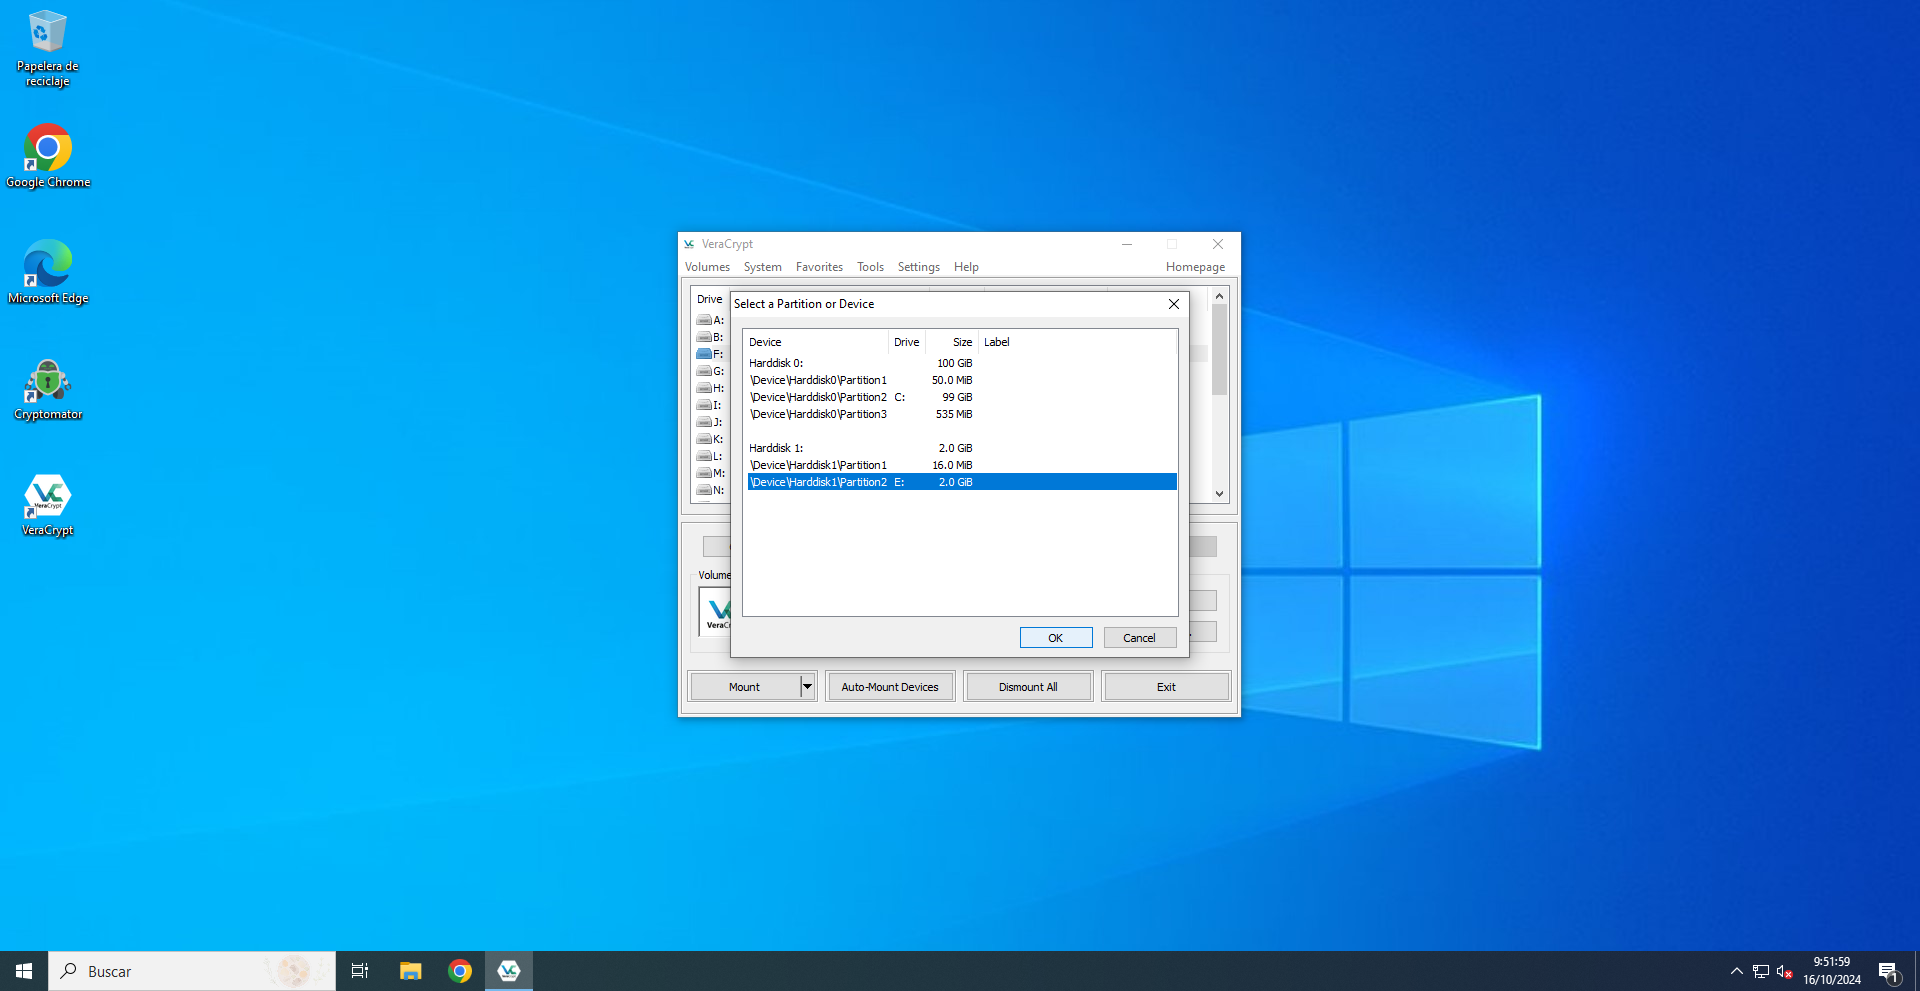 Papelera de
reciclaje
Google Chrome
Microsoft Edge
Cryptomator
VeraCrypt
VeraCrypt
VeraCrypt
Volumes System Favorites Tools Settings Help Homepage
Drive
A:
B:
F:
G:
H:
I:
J:
K:
L:
M:
N:
Select a Partition or Device
Device Drive Size Label
Harddisk 0: 100 GiB
\Device\Harddisk0\Partition1 50.0 MiB
\Device\Harddisk0\Partition2 C: 99 GiB
\Device\Harddisk0\Partition3 535 MiB
Harddisk 1: 2.0 GiB
\Device\Harddisk1\Partition1 16.0 MiB
\Device\Harddisk1\Partition2 E: 2.0 GiB
OK Cancel
Volume
VC
Mount Auto-Mount Devices Dismount All Exit
Buscar
9:51:59
16/10/2024
1